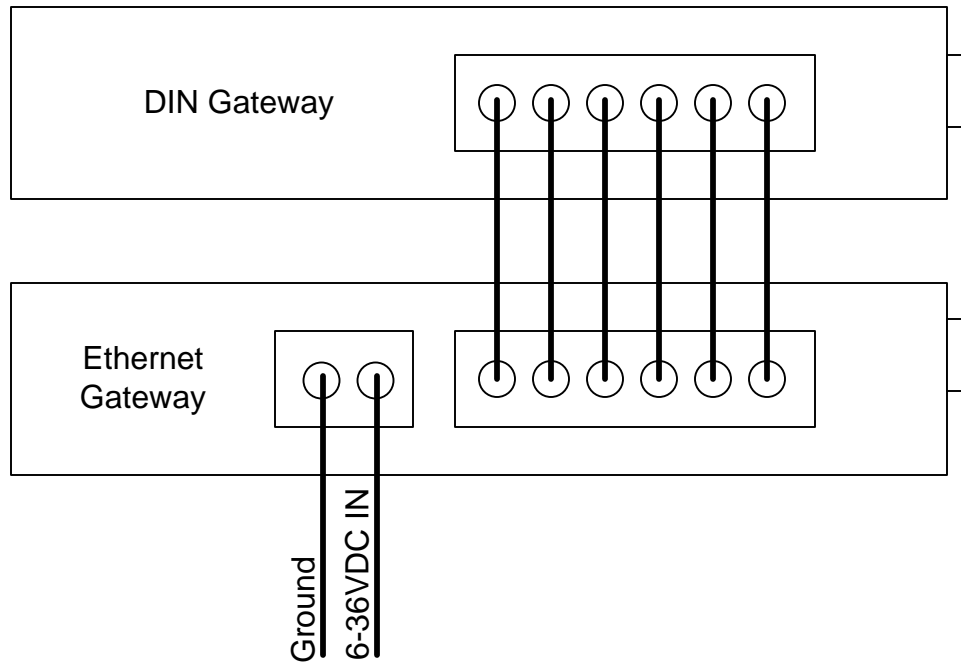 DIN Gateway
Ethernet
Gateway
Ground
6-36VDC IN